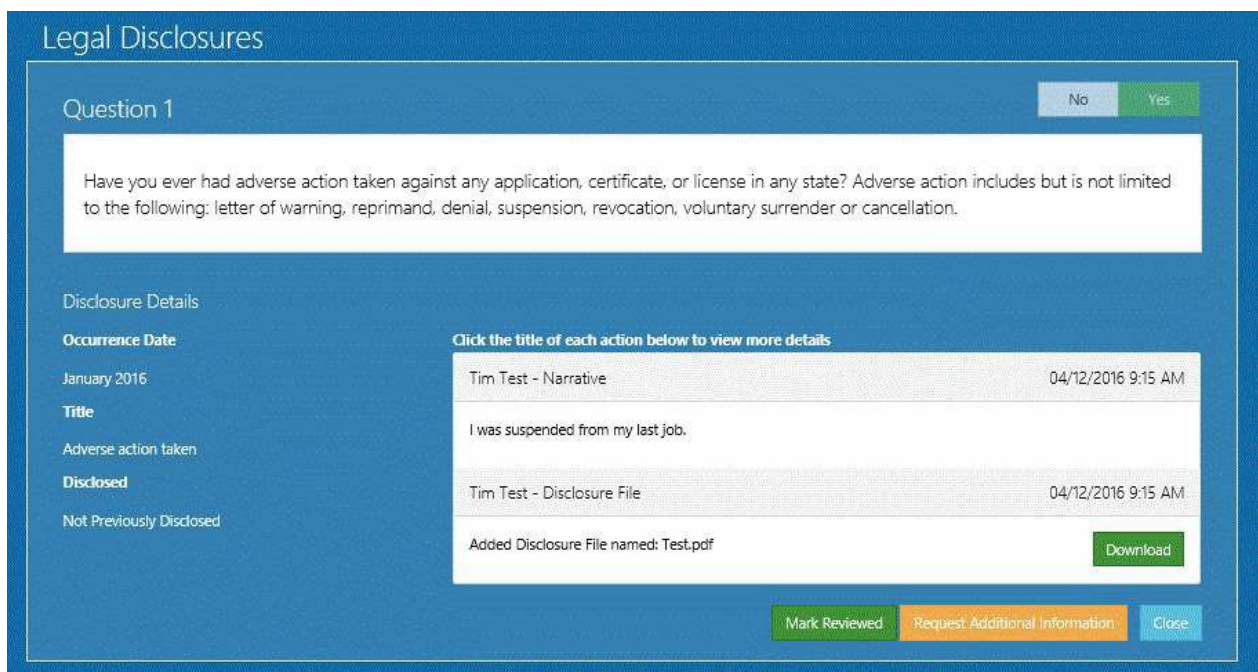 Legal Disclosures
Question 1
No Yes
Have you ever had adverse action taken against any application, certificate, or license in any state? Adverse action includes but is not limited
to the following: letter of warning, reprimand, denial, suspension, revocation, voluntary surrender or cancellation.
Disclosure Details
Occurrence Date
January 2016
Title
Adverse action taken
Disclosed
Not Previously Disclosed
Click the title of each action below to view more details
Tim Test - Narrative 04/12/2016 9:15 AM
I was suspended from my last job.
Tim Test - Disclosure File 04/12/2016 9:15 AM
Added Disclosure File named: Test.pdf Download
Mark Reviewed Request Additional Information Close